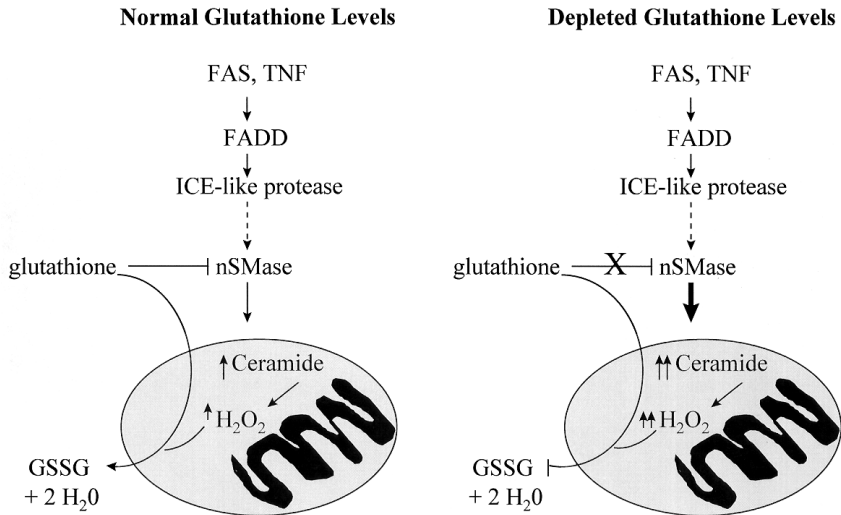 Normal Glutathione Levels
FAS, TNF
FADD
ICE-like protease
glutathione
nSMase
Ceramide
H₂O₂
GSSG
+ 2 H₂0
Depleted Glutathione Levels
FAS, TNF
FADD
ICE-like protease
glutathione
X
nSMase
Ceramide
H₂O₂
GSSG
+ 2 H₂0